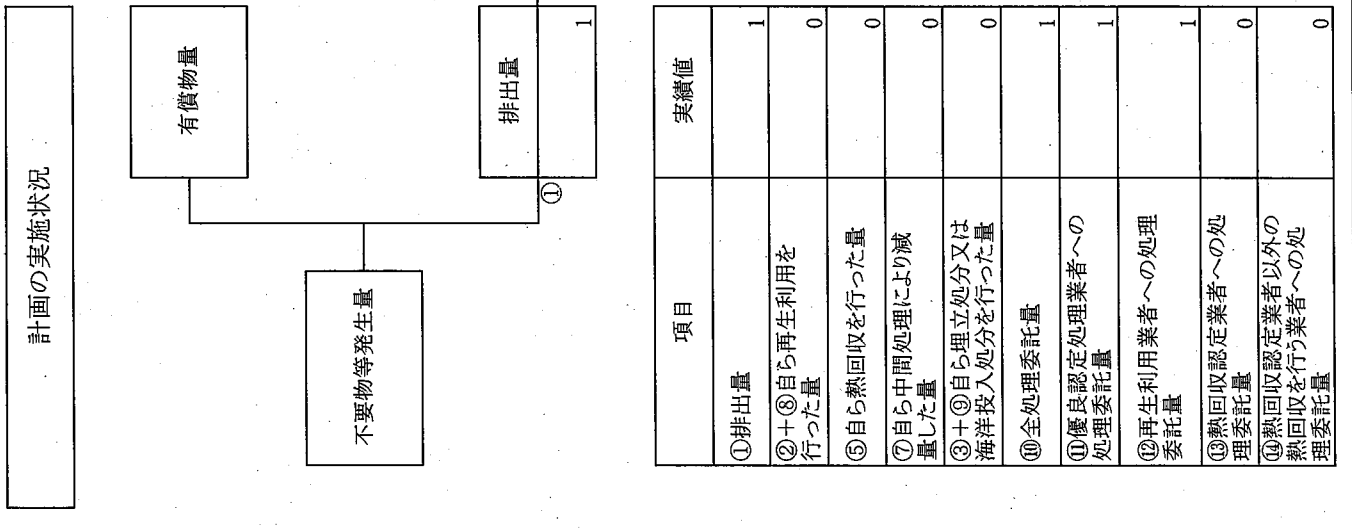 計画の実施状況
有償物量
不要物等発生量
排出量
①
1
項目
実績値
①排出量
1
②+⑧自ら再生利用を
行った量
0
⑤自ら熱回収を行った量
0
⑦自ら中間処理により減
量した量
0
③+⑨自ら埋立処分又は
海洋投入処分を行った量
0
⑩全処理委託量
1
⑪優良認定処理業者への
処理委託量
1
⑫再生利用業者への処理
委託量
1
⑬熱回収認定業者への処
理委託量
0
⑭熱回収認定業者以外の
熱回収を行う業者への処
理委託量
0